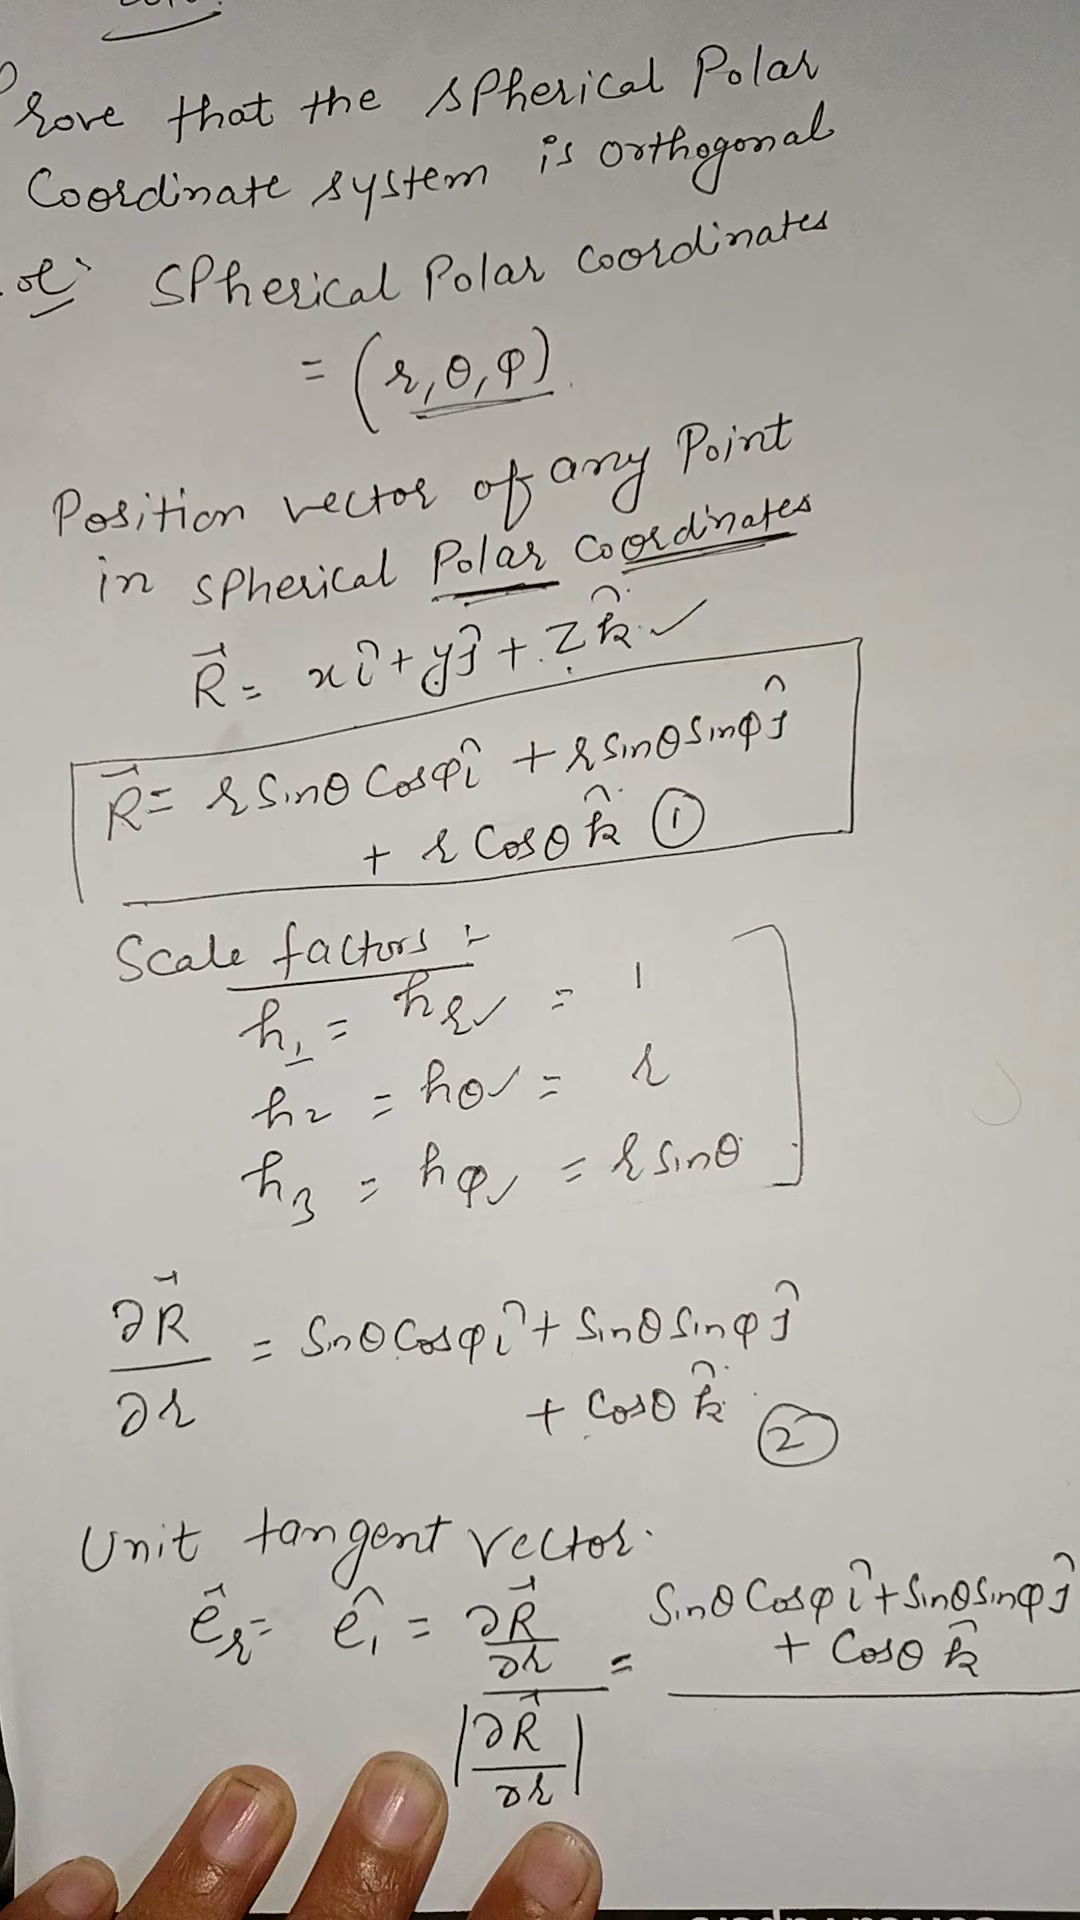 Prove that the spherical Polar
Coordinate system is orthogonal
Spherical Polar coordinates
= (r, θ, φ)
Position vector of any Point
in spherical Polar Coordinates
R⃗ = xî + yĵ + zk̂ ✓
R⃗ = r sinθ Cosφ î + r sinθ sinφ ĵ
+ r Cosθ k̂ ①
Scale factors :-
h₁ = hr ✓ = 1
h₂ = hθ ✓ = r
h₃ = hφ ✓ = r sinθ
∂R⃗/∂r = Sinθ Cosφ î + Sinθ Sinφ ĵ
+ Cosθ k̂ ②
Unit tangent vector.
êr = ê₁ = ∂R⃗/∂r / |∂R⃗/∂r| = Sinθ Cosφ î + Sinθ Sinφ ĵ
+ Cosθ k̂